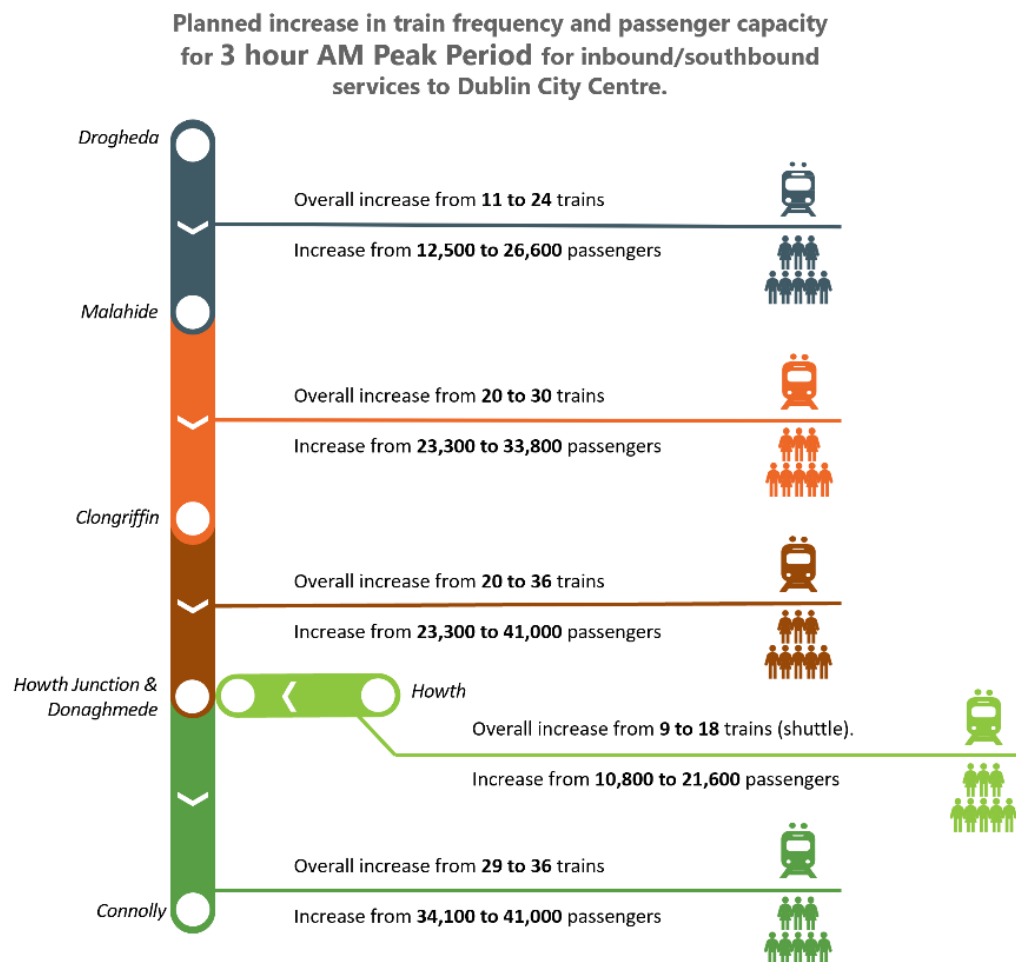 Planned increase in train frequency and passenger capacity
for 3 hour AM Peak Period for inbound/southbound
services to Dublin City Centre.
Drogheda
Overall increase from 11 to 24 trains
Increase from 12,500 to 26,600 passengers
Malahide
Overall increase from 20 to 30 trains
Increase from 23,300 to 33,800 passengers
Clongriffin
Overall increase from 20 to 36 trains
Increase from 23,300 to 41,000 passengers
Howth Junction &
Donaghmede
Howth
Overall increase from 9 to 18 trains (shuttle).
Increase from 10,800 to 21,600 passengers
Overall increase from 29 to 36 trains
Increase from 34,100 to 41,000 passengers
Connolly